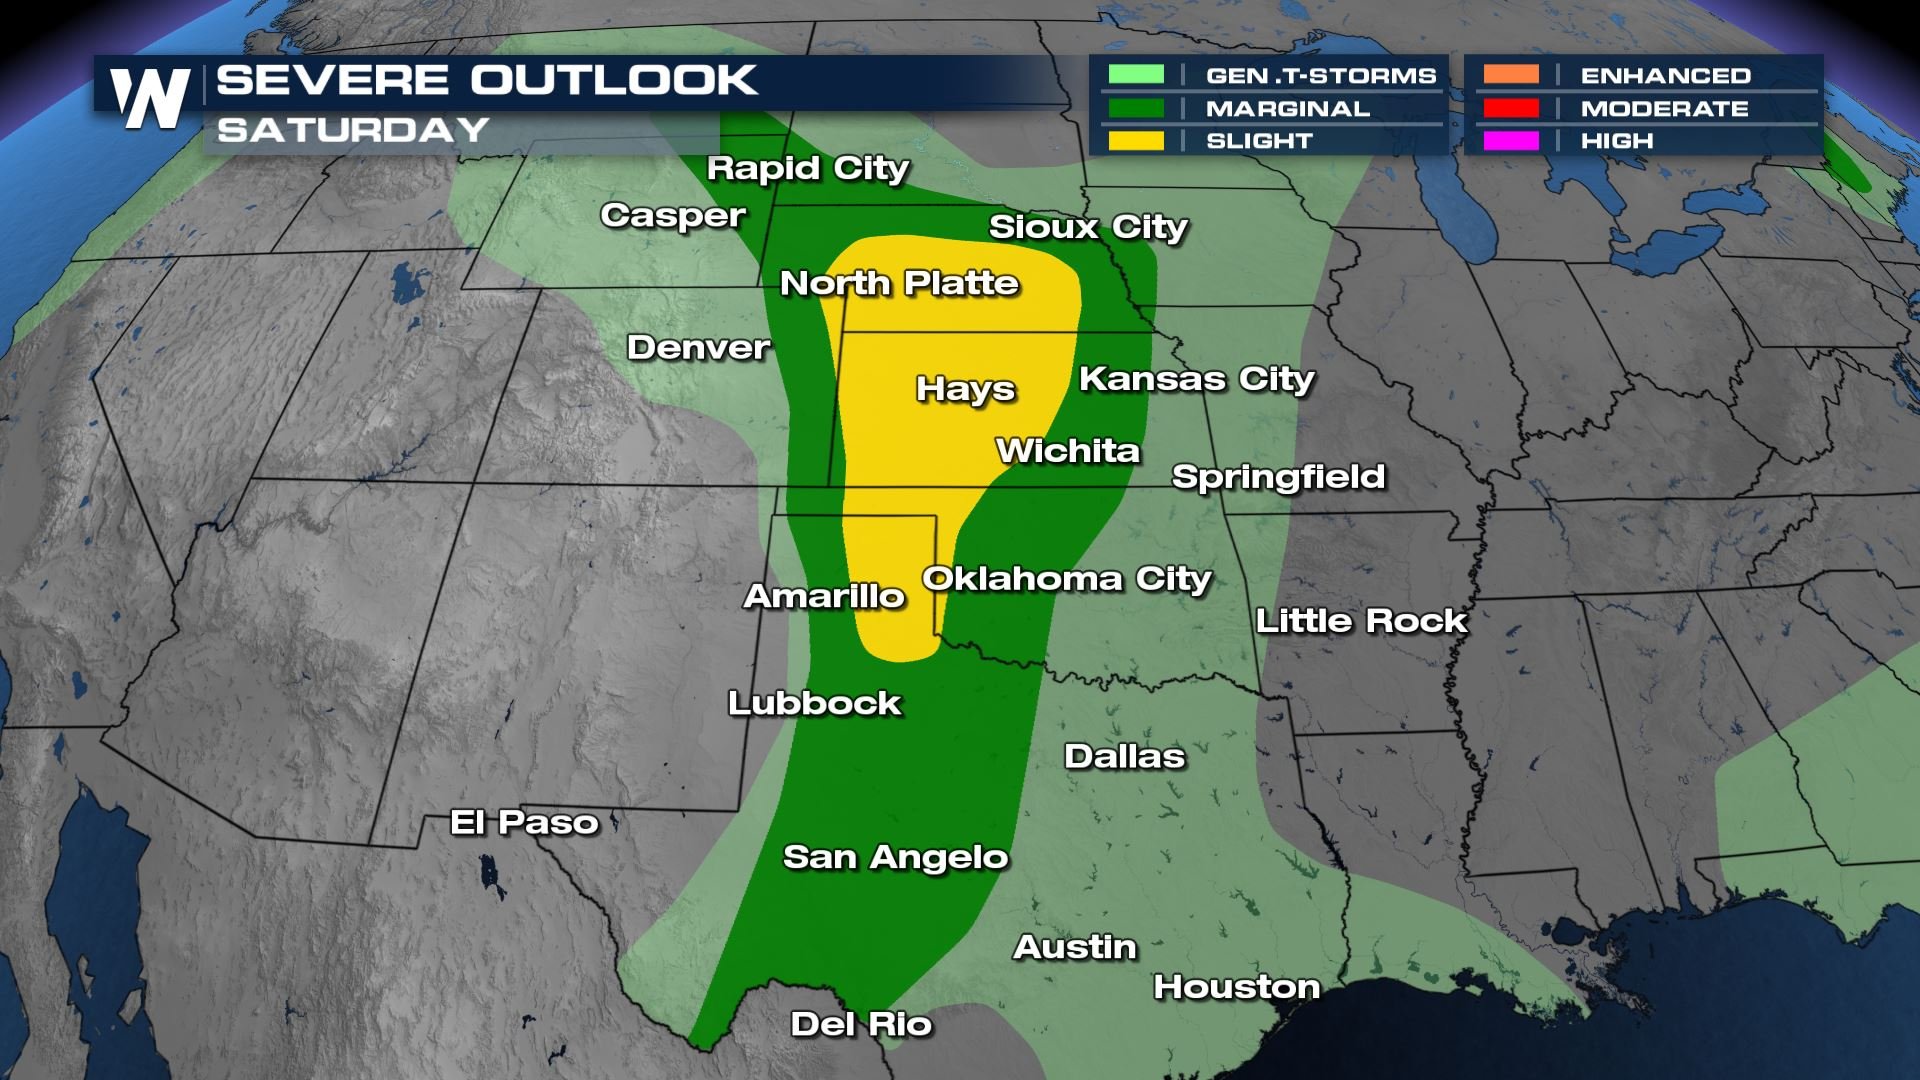 W SEVERE OUTLOOK
SATURDAY
GEN.T-STORMS
MARGINAL
SLIGHT
ENHANCED
MODERATE
HIGH
Rapid City
Casper
Sioux City
North Platte
Denver
Hays
Kansas City
Wichita
Springfield
Amarillo
Oklahoma City
Little Rock
Lubbock
Dallas
El Paso
San Angelo
Austin
Houston
Del Rio